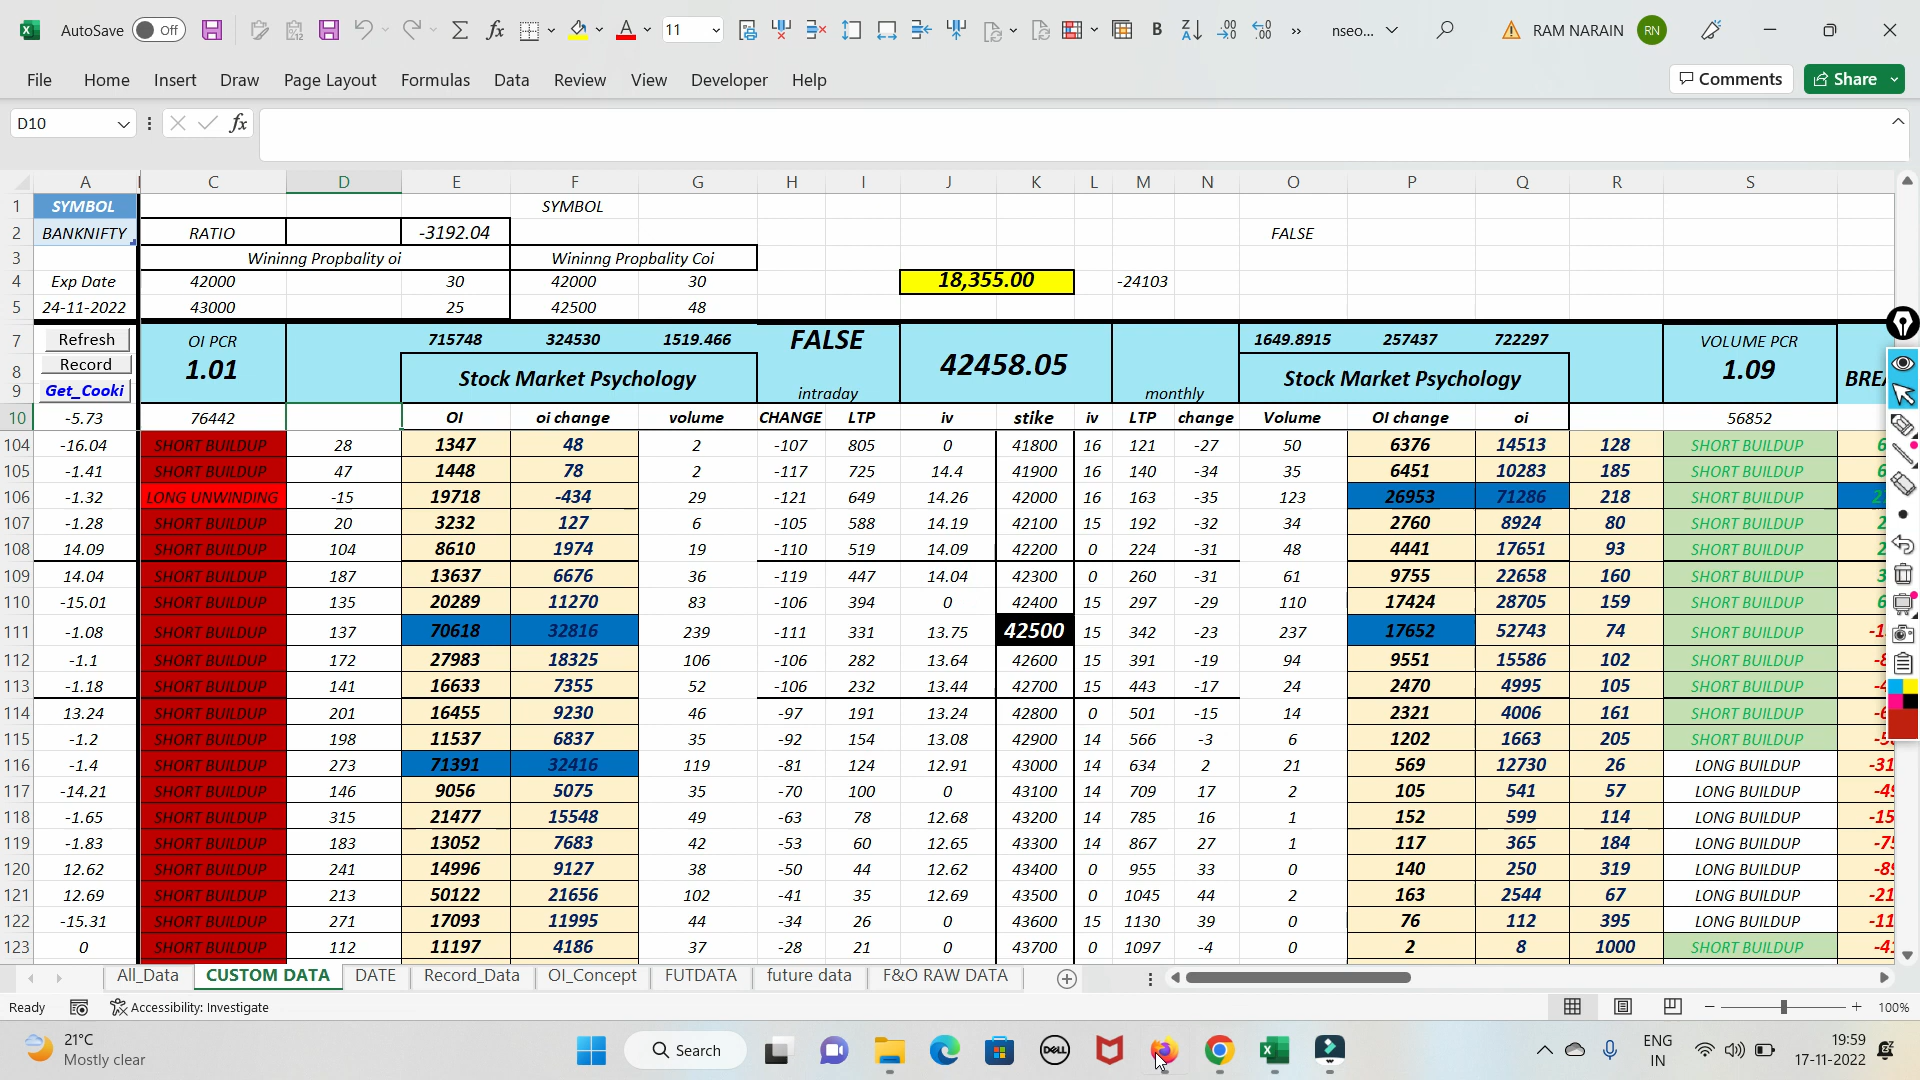 AutoSave Off 11 nseo... RAM NARAIN RN
File Home Insert Draw Page Layout Formulas Data Review View Developer Help Comments Share
D10 fx
A C D E F G H I J K L M N O P Q R S
1 SYMBOL SYMBOL
2 BANKNIFTY RATIO -3192.04 FALSE
3 Wininng Propbality oi Wininng Propbality Coi
4 Exp Date 42000 30 42000 30 18,355.00 -24103
5 24-11-2022 43000 25 42500 48
7 Refresh OI PCR 715748 324530 1519.466 FALSE 1649.8915 257437 722297 VOLUME PCR
8 Record 1.01 Stock Market Psychology 42458.05 Stock Market Psychology 1.09
9 Get_Cooki intraday monthly
10 -5.73 76442 OI oi change volume CHANGE LTP iv stike iv LTP change Volume OI change oi 56852
104 -16.04 SHORT BUILDUP 28 1347 48 2 -107 805 0 41800 16 121 -27 50 6376 14513 128 SHORT BUILDUP
105 -1.41 SHORT BUILDUP 47 1448 78 2 -117 725 14.4 41900 16 140 -34 35 6451 10283 185 SHORT BUILDUP
106 -1.32 LONG UNWINDING -15 19718 -434 29 -121 649 14.26 42000 16 163 -35 123 26953 71286 218 SHORT BUILDUP
107 -1.28 SHORT BUILDUP 20 3232 127 6 -105 588 14.19 42100 15 192 -32 34 2760 8924 80 SHORT BUILDUP
108 14.09 SHORT BUILDUP 104 8610 1974 19 -110 519 14.09 42200 0 224 -31 48 4441 17651 93 SHORT BUILDUP
109 14.04 SHORT BUILDUP 187 13637 6676 36 -119 447 14.04 42300 0 260 -31 61 9755 22658 160 SHORT BUILDUP
110 -15.01 SHORT BUILDUP 135 20289 11270 83 -106 394 0 42400 15 297 -29 110 17424 28705 159 SHORT BUILDUP
111 -1.08 SHORT BUILDUP 137 70618 32816 239 -111 331 13.75 42500 15 342 -23 237 17652 52743 74 SHORT BUILDUP
112 -1.1 SHORT BUILDUP 172 27983 18325 106 -106 282 13.64 42600 15 391 -19 94 9551 15586 102 SHORT BUILDUP
113 -1.18 SHORT BUILDUP 141 16633 7355 52 -106 232 13.44 42700 15 443 -17 24 2470 4995 105 SHORT BUILDUP
114 13.24 SHORT BUILDUP 201 16455 9230 46 -97 191 13.24 42800 0 501 -15 14 2321 4006 161 SHORT BUILDUP
115 -1.2 SHORT BUILDUP 198 11537 6837 35 -92 154 13.08 42900 14 566 -3 6 1202 1663 205 SHORT BUILDUP
116 -1.4 SHORT BUILDUP 273 71391 32416 119 -81 124 12.91 43000 14 634 2 21 569 12730 26 LONG BUILDUP
117 -14.21 SHORT BUILDUP 146 9056 5075 35 -70 100 0 43100 14 709 17 2 105 541 57 LONG BUILDUP
118 -1.65 SHORT BUILDUP 315 21477 15548 49 -63 78 12.68 43200 14 785 16 1 152 599 114 LONG BUILDUP
119 -1.83 SHORT BUILDUP 183 13052 7683 42 -53 60 12.65 43300 14 867 27 1 117 365 184 LONG BUILDUP
120 12.62 SHORT BUILDUP 241 14996 9127 38 -50 44 12.62 43400 0 955 33 0 140 250 319 LONG BUILDUP
121 12.69 SHORT BUILDUP 213 50122 21656 102 -41 35 12.69 43500 0 1045 44 2 163 2544 67 LONG BUILDUP
122 -15.31 SHORT BUILDUP 271 17093 11995 44 -34 26 0 43600 15 1130 39 0 76 112 395 LONG BUILDUP
123 0 SHORT BUILDUP 112 11197 4186 37 -28 21 0 43700 0 1097 -4 0 2 8 1000 SHORT BUILDUP
All_Data CUSTOM DATA DATE Record_Data OI_Concept FUTDATA future data F&O RAW DATA
Ready Accessibility: Investigate 100%
21°C Mostly clear Search ENG IN 19:59 17-11-2022